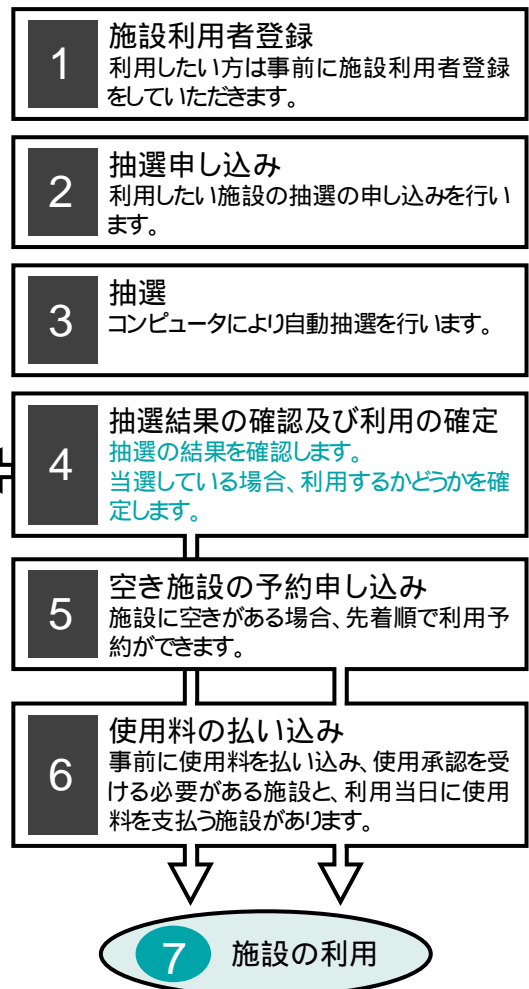 1
施設利用者登録
利用したい方は事前に施設利用者登録
をしていただきます。
2
抽選申し込み
利用したい施設の抽選の申し込みを行い
ます。
3
抽選
コンピュータにより自動抽選を行います。
4
抽選結果の確認及び利用の確定
抽選の結果を確認します。
当選している場合、利用するかどうかを確
定します。
5
空き施設の予約申し込み
施設に空きがある場合、先着順で利用予
約ができます。
6
使用料の払い込み
事前に使用料を払い込み、使用承認を受
ける必要がある施設と、利用当日に使用
料を支払う施設があります。
7
施設の利用